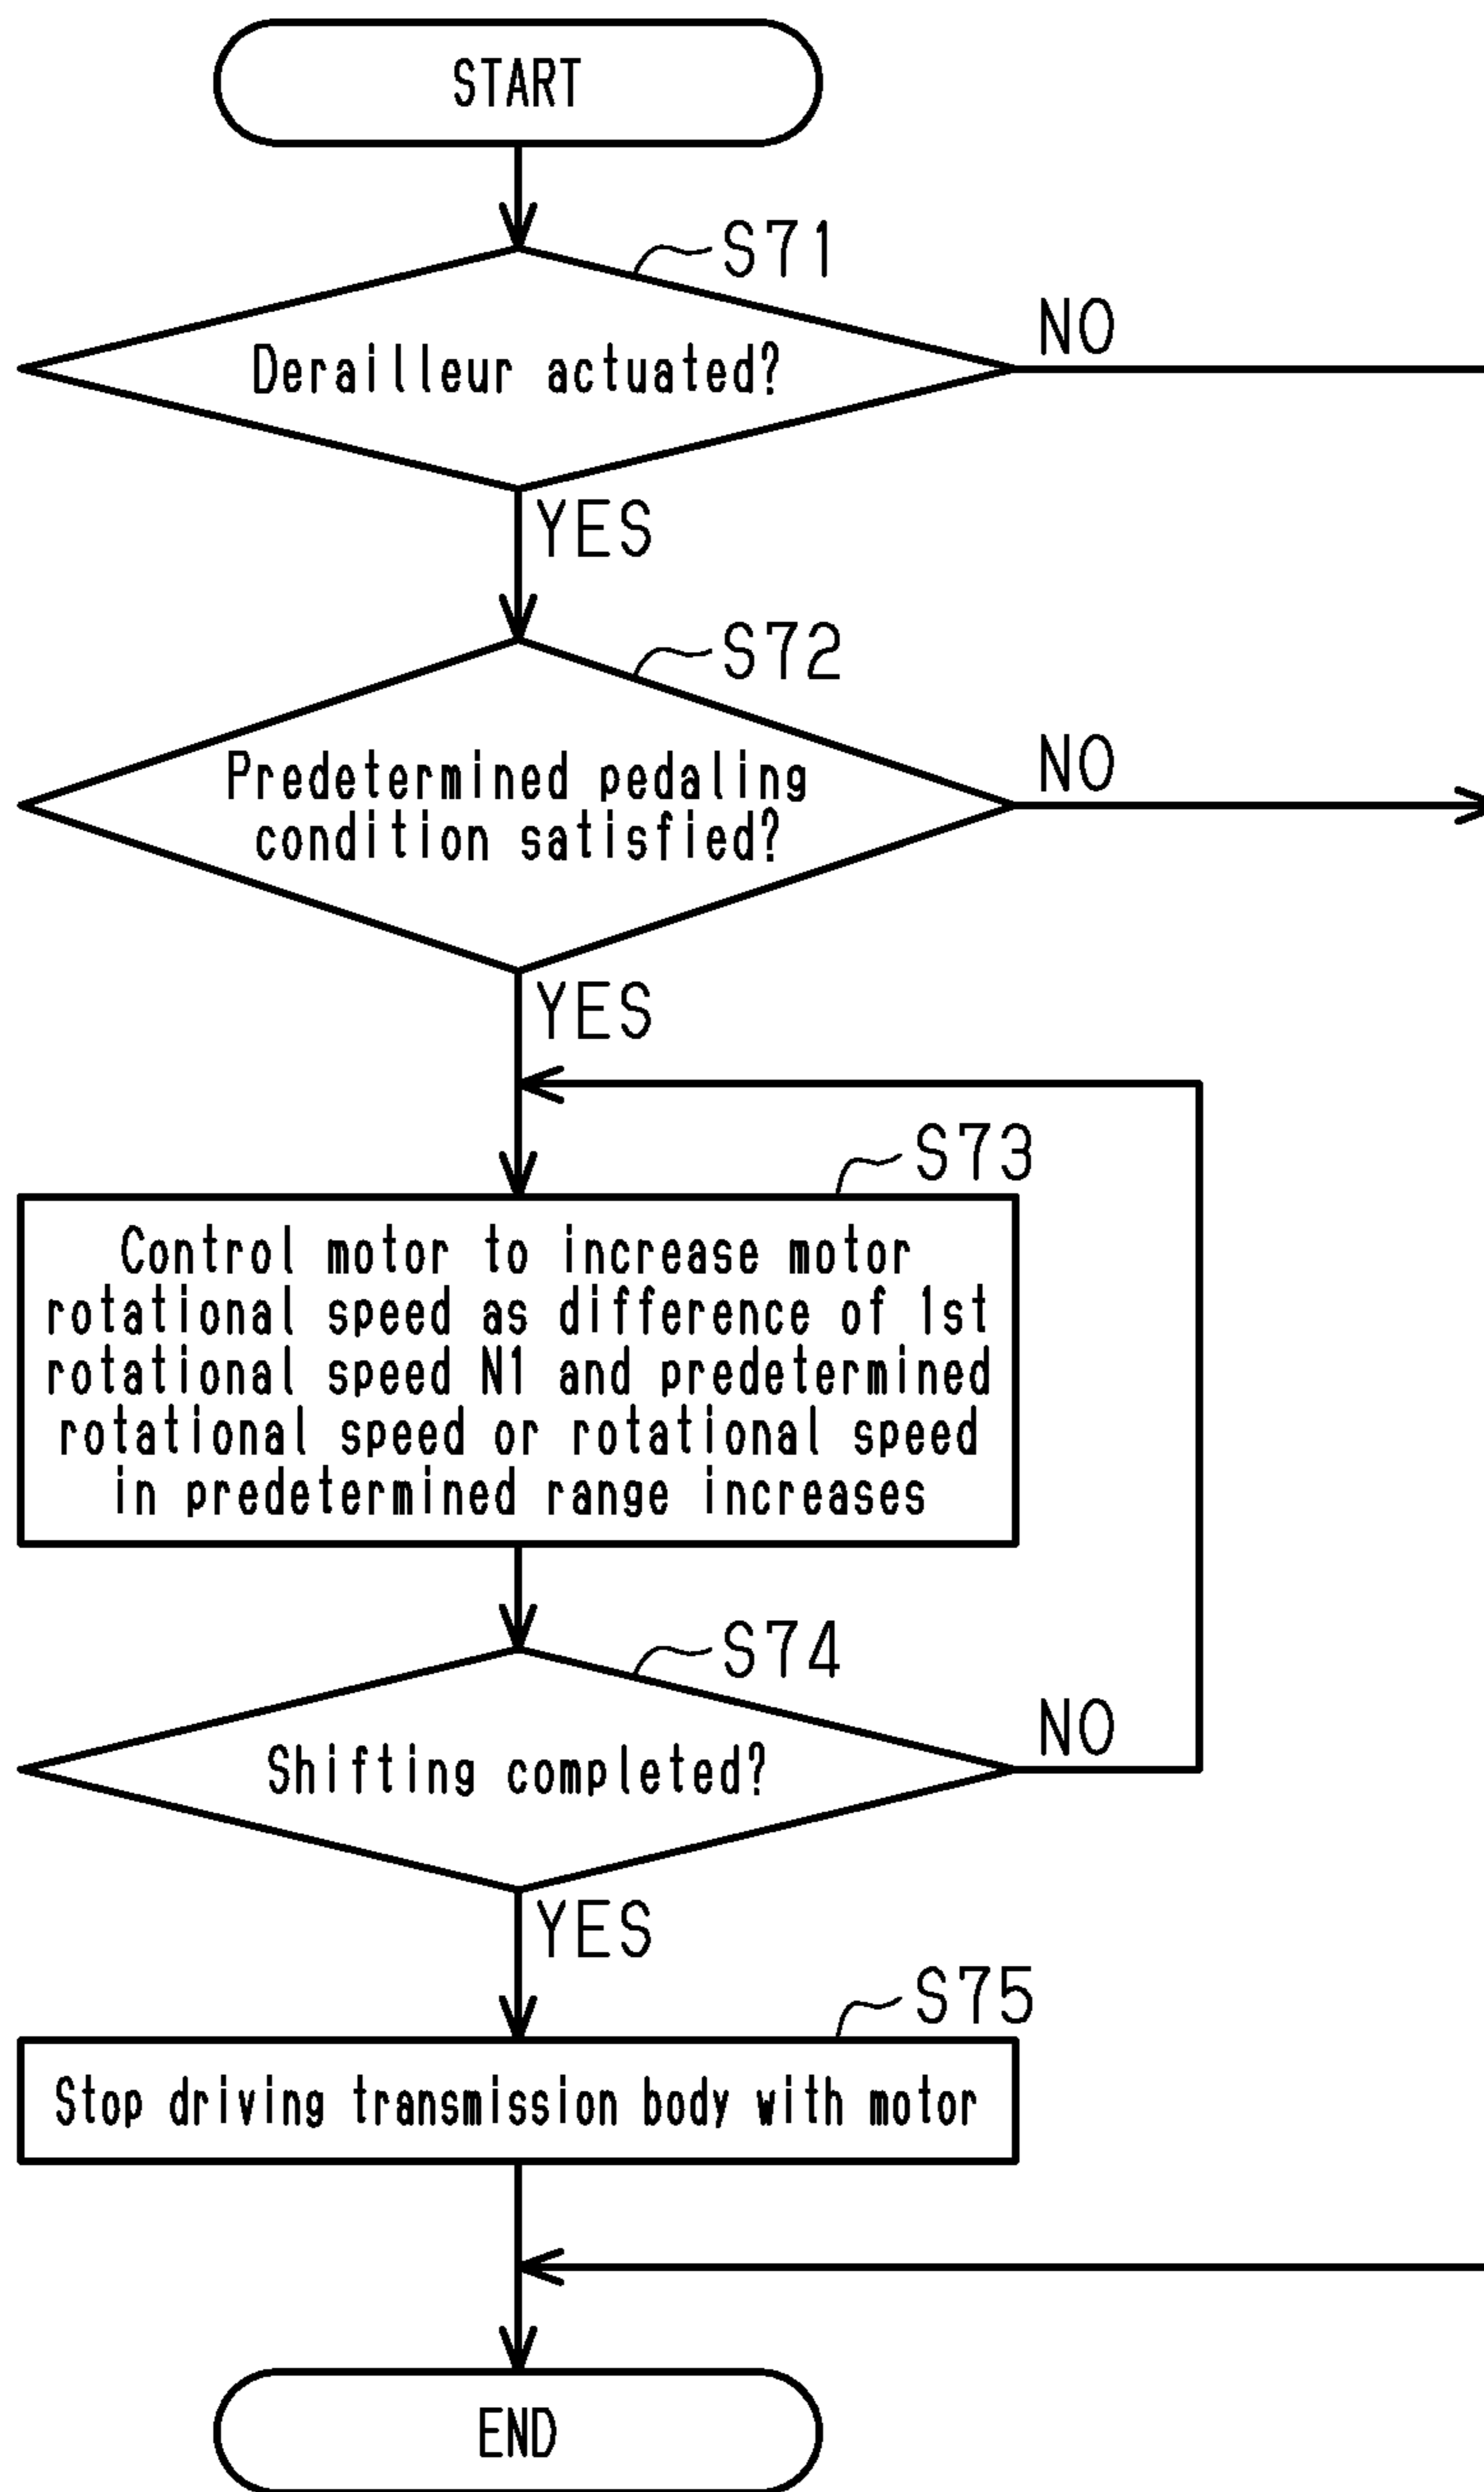 START
S71
Derailleur actuated?
NO
YES
S72
Predetermined pedaling
condition satisfied?
NO
YES
S73
Control motor to increase motor
rotational speed as difference of 1st
rotational speed N1 and predetermined
rotational speed or rotational speed
in predetermined range increases
S74
Shifting completed?
NO
YES
S75
Stop driving transmission body with motor
END